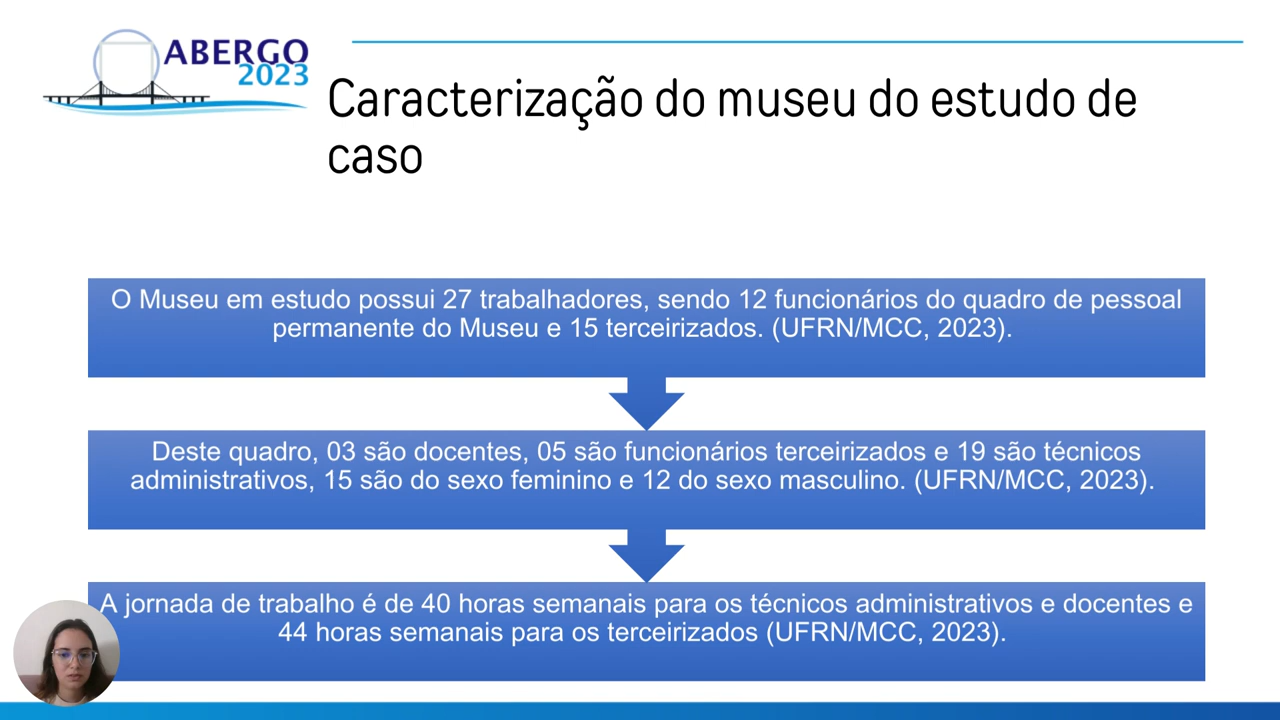 ABERGO
2023
Caracterização do museu do estudo de
caso
O Museu em estudo possui 27 trabalhadores, sendo 12 funcionários do quadro de pessoal
permanente do Museu e 15 terceirizados. (UFRN/MCC, 2023).
Deste quadro, 03 são docentes, 05 são funcionários terceirizados e 19 são técnicos
administrativos, 15 são do sexo feminino e 12 do sexo masculino. (UFRN/MCC, 2023).
A jornada de trabalho é de 40 horas semanais para os técnicos administrativos e docentes e
44 horas semanais para os terceirizados (UFRN/MCC, 2023).